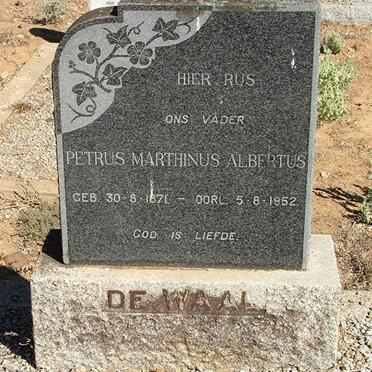 HIER RUS
ONS VADER
PETRUS MARTHINUS ALBERTUS
GEB. 30-8-1871 - OORL. 5-8-1952.
GOD IS LIEFDE.
DE WAAL.